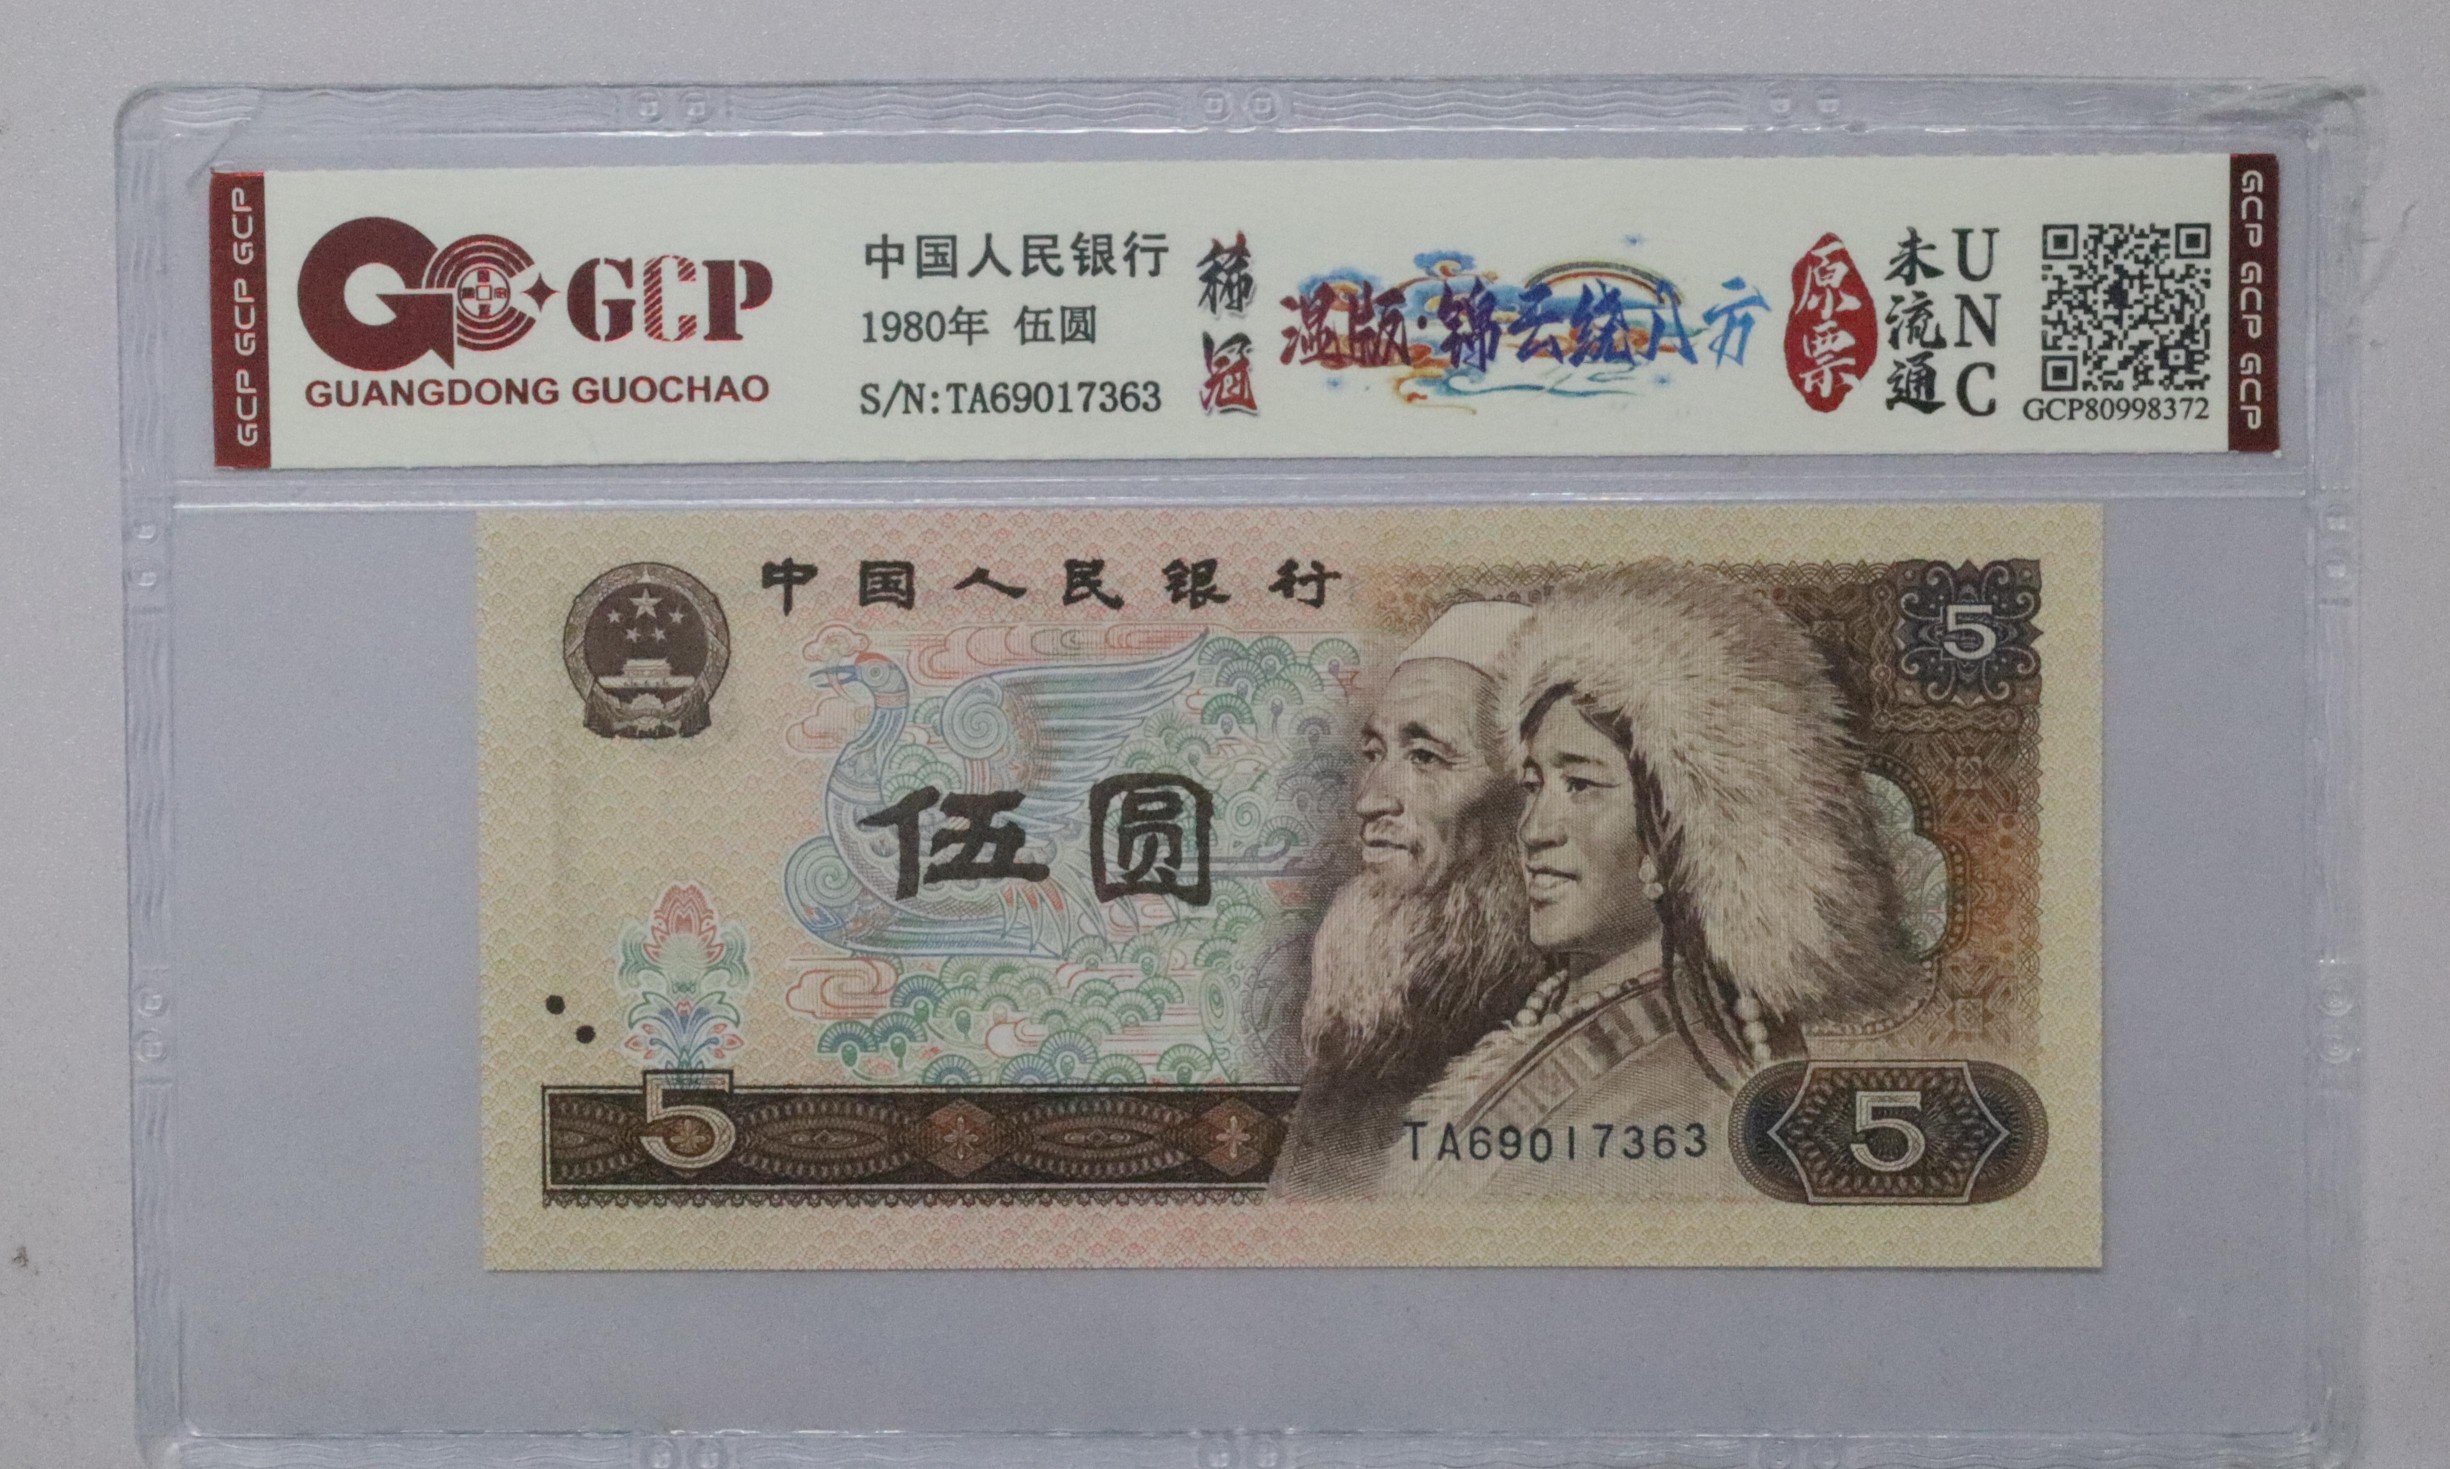 GCP GCP GCP
GCP
GUANGDONG GUOCHAO
中国人民银行
1980年 伍圆
S/N:TA69017363
稀冠
温版·锦云绕八方
原票
未流通
UNC
GCP80998372
GCP GCP GCP
中国人民银行
5
伍圆
5
TA69017363
5